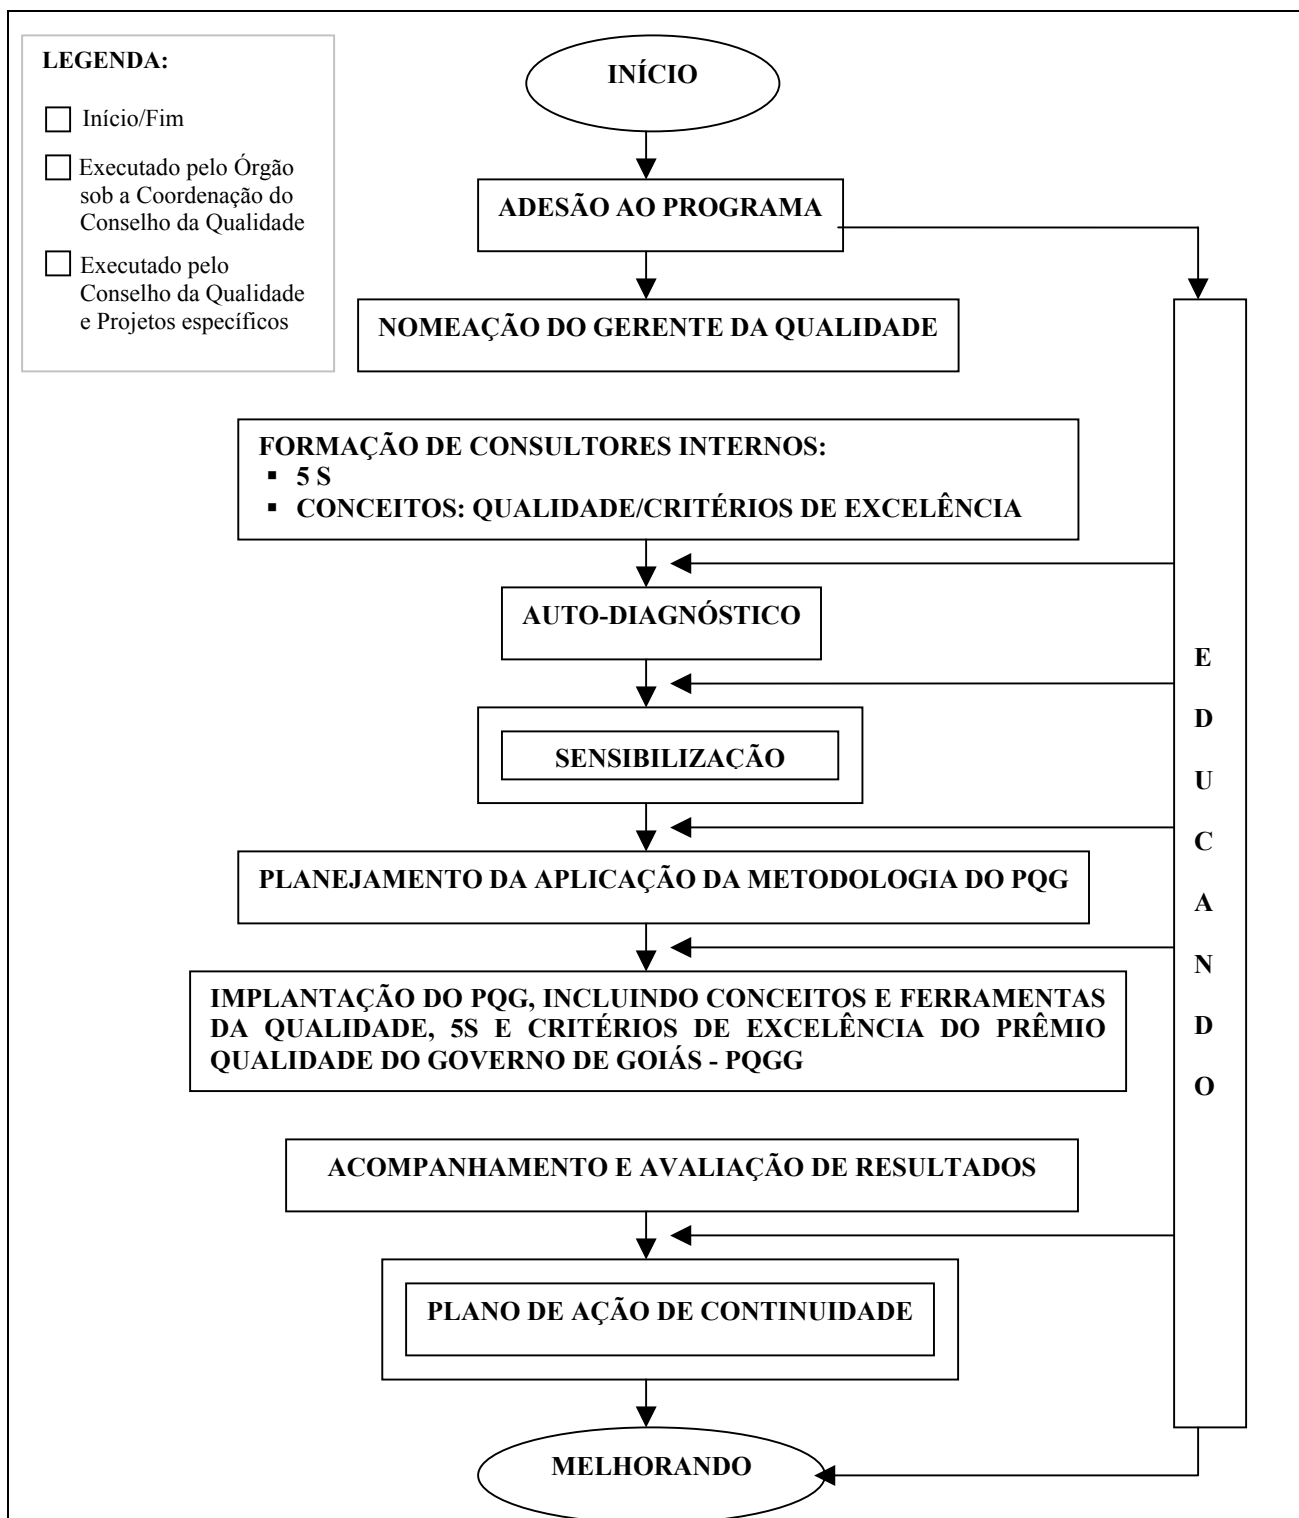 LEGENDA:
Início/Fim
Executado pelo Órgão
sob a Coordenação do
Conselho da Qualidade
Executado pelo
Conselho da Qualidade
e Projetos específicos
INÍCIO
ADESÃO AO PROGRAMA
NOMEAÇÃO DO GERENTE DA QUALIDADE
FORMAÇÃO DE CONSULTORES INTERNOS:
▪ 5 S
▪ CONCEITOS: QUALIDADE/CRITÉRIOS DE EXCELÊNCIA
AUTO-DIAGNÓSTICO
SENSIBILIZAÇÃO
PLANEJAMENTO DA APLICAÇÃO DA METODOLOGIA DO PQG
IMPLANTAÇÃO DO PQG, INCLUINDO CONCEITOS E FERRAMENTAS
DA QUALIDADE, 5S E CRITÉRIOS DE EXCELÊNCIA DO PRÊMIO
QUALIDADE DO GOVERNO DE GOIÁS - PQGG
ACOMPANHAMENTO E AVALIAÇÃO DE RESULTADOS
PLANO DE AÇÃO DE CONTINUIDADE
MELHORANDO
E
D
U
C
A
N
D
O